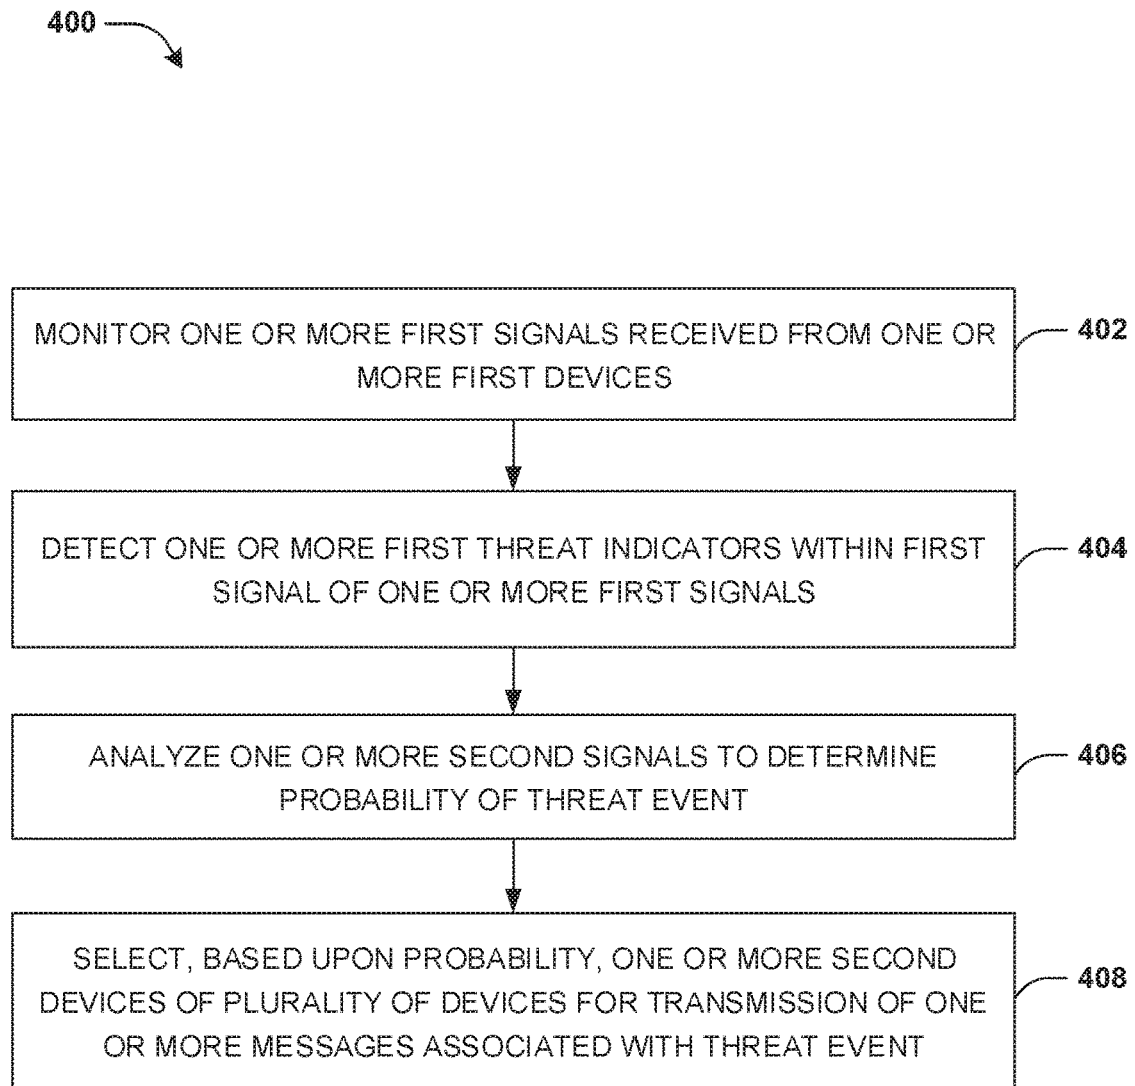 400
MONITOR ONE OR MORE FIRST SIGNALS RECEIVED FROM ONE OR
MORE FIRST DEVICES
402
DETECT ONE OR MORE FIRST THREAT INDICATORS WITHIN FIRST
SIGNAL OF ONE OR MORE FIRST SIGNALS
404
ANALYZE ONE OR MORE SECOND SIGNALS TO DETERMINE
PROBABILITY OF THREAT EVENT
406
SELECT, BASED UPON PROBABILITY, ONE OR MORE SECOND
DEVICES OF PLURALITY OF DEVICES FOR TRANSMISSION OF ONE
OR MORE MESSAGES ASSOCIATED WITH THREAT EVENT
408